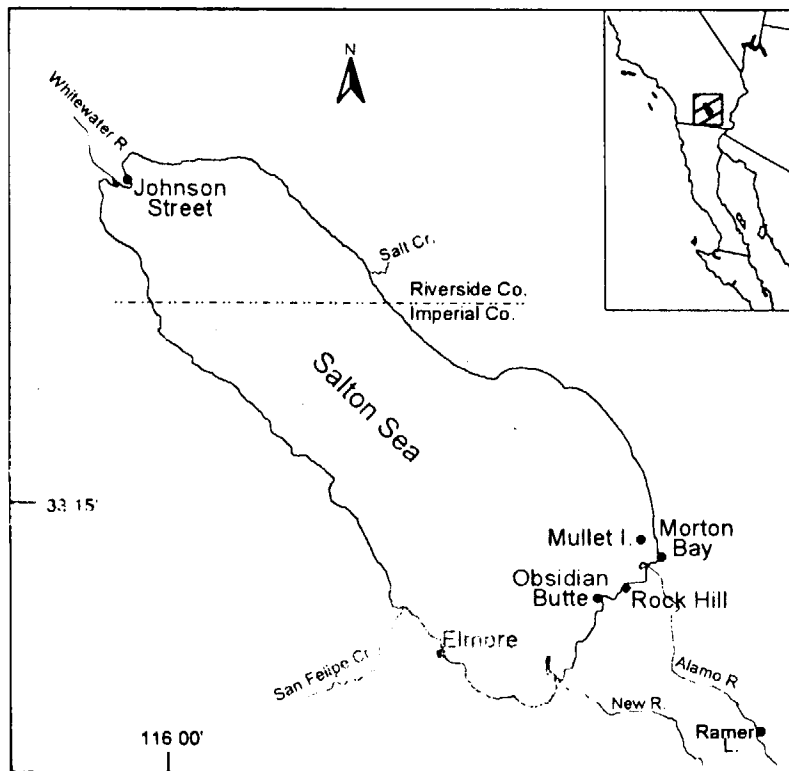 N
Whitewater R.
Johnson
Street
Salt Cr.
Riverside Co.
Imperial Co.
Salton Sea
33 15'
Mullet I.
Morton
Bay
Obsidian
Butte
Rock Hill
Elmore
San Felipe Cr.
Alamo R
New R.
Ramer
L.
116 00'